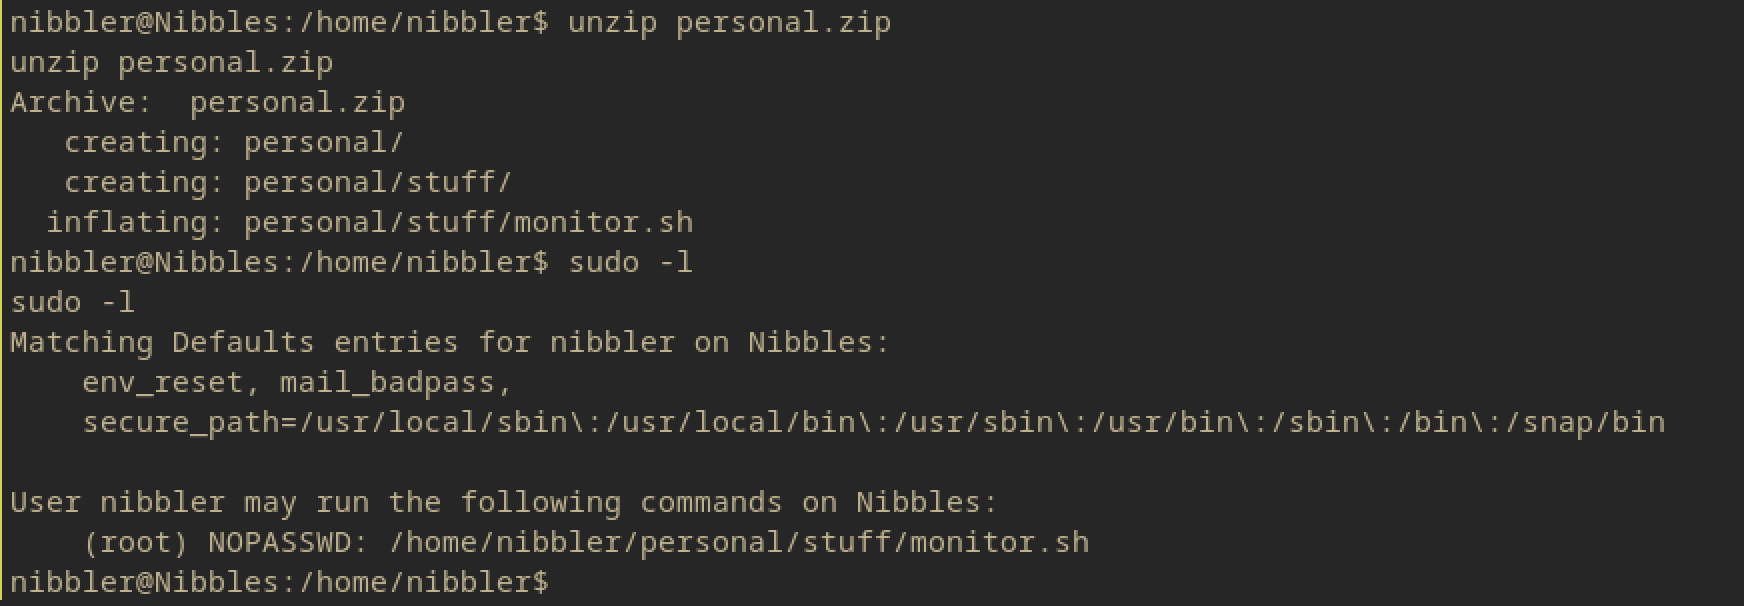 nibbler@Nibbles:/home/nibbler$ unzip personal.zip
unzip personal.zip
Archive:  personal.zip
   creating: personal/
   creating: personal/stuff/
  inflating: personal/stuff/monitor.sh
nibbler@Nibbles:/home/nibbler$ sudo -l
sudo -l
Matching Defaults entries for nibbler on Nibbles:
    env_reset, mail_badpass,
    secure_path=/usr/local/sbin\:/usr/local/bin\:/usr/sbin\:/usr/bin\:/sbin\:/bin\:/snap/bin

User nibbler may run the following commands on Nibbles:
    (root) NOPASSWD: /home/nibbler/personal/stuff/monitor.sh
nibbler@Nibbles:/home/nibbler$